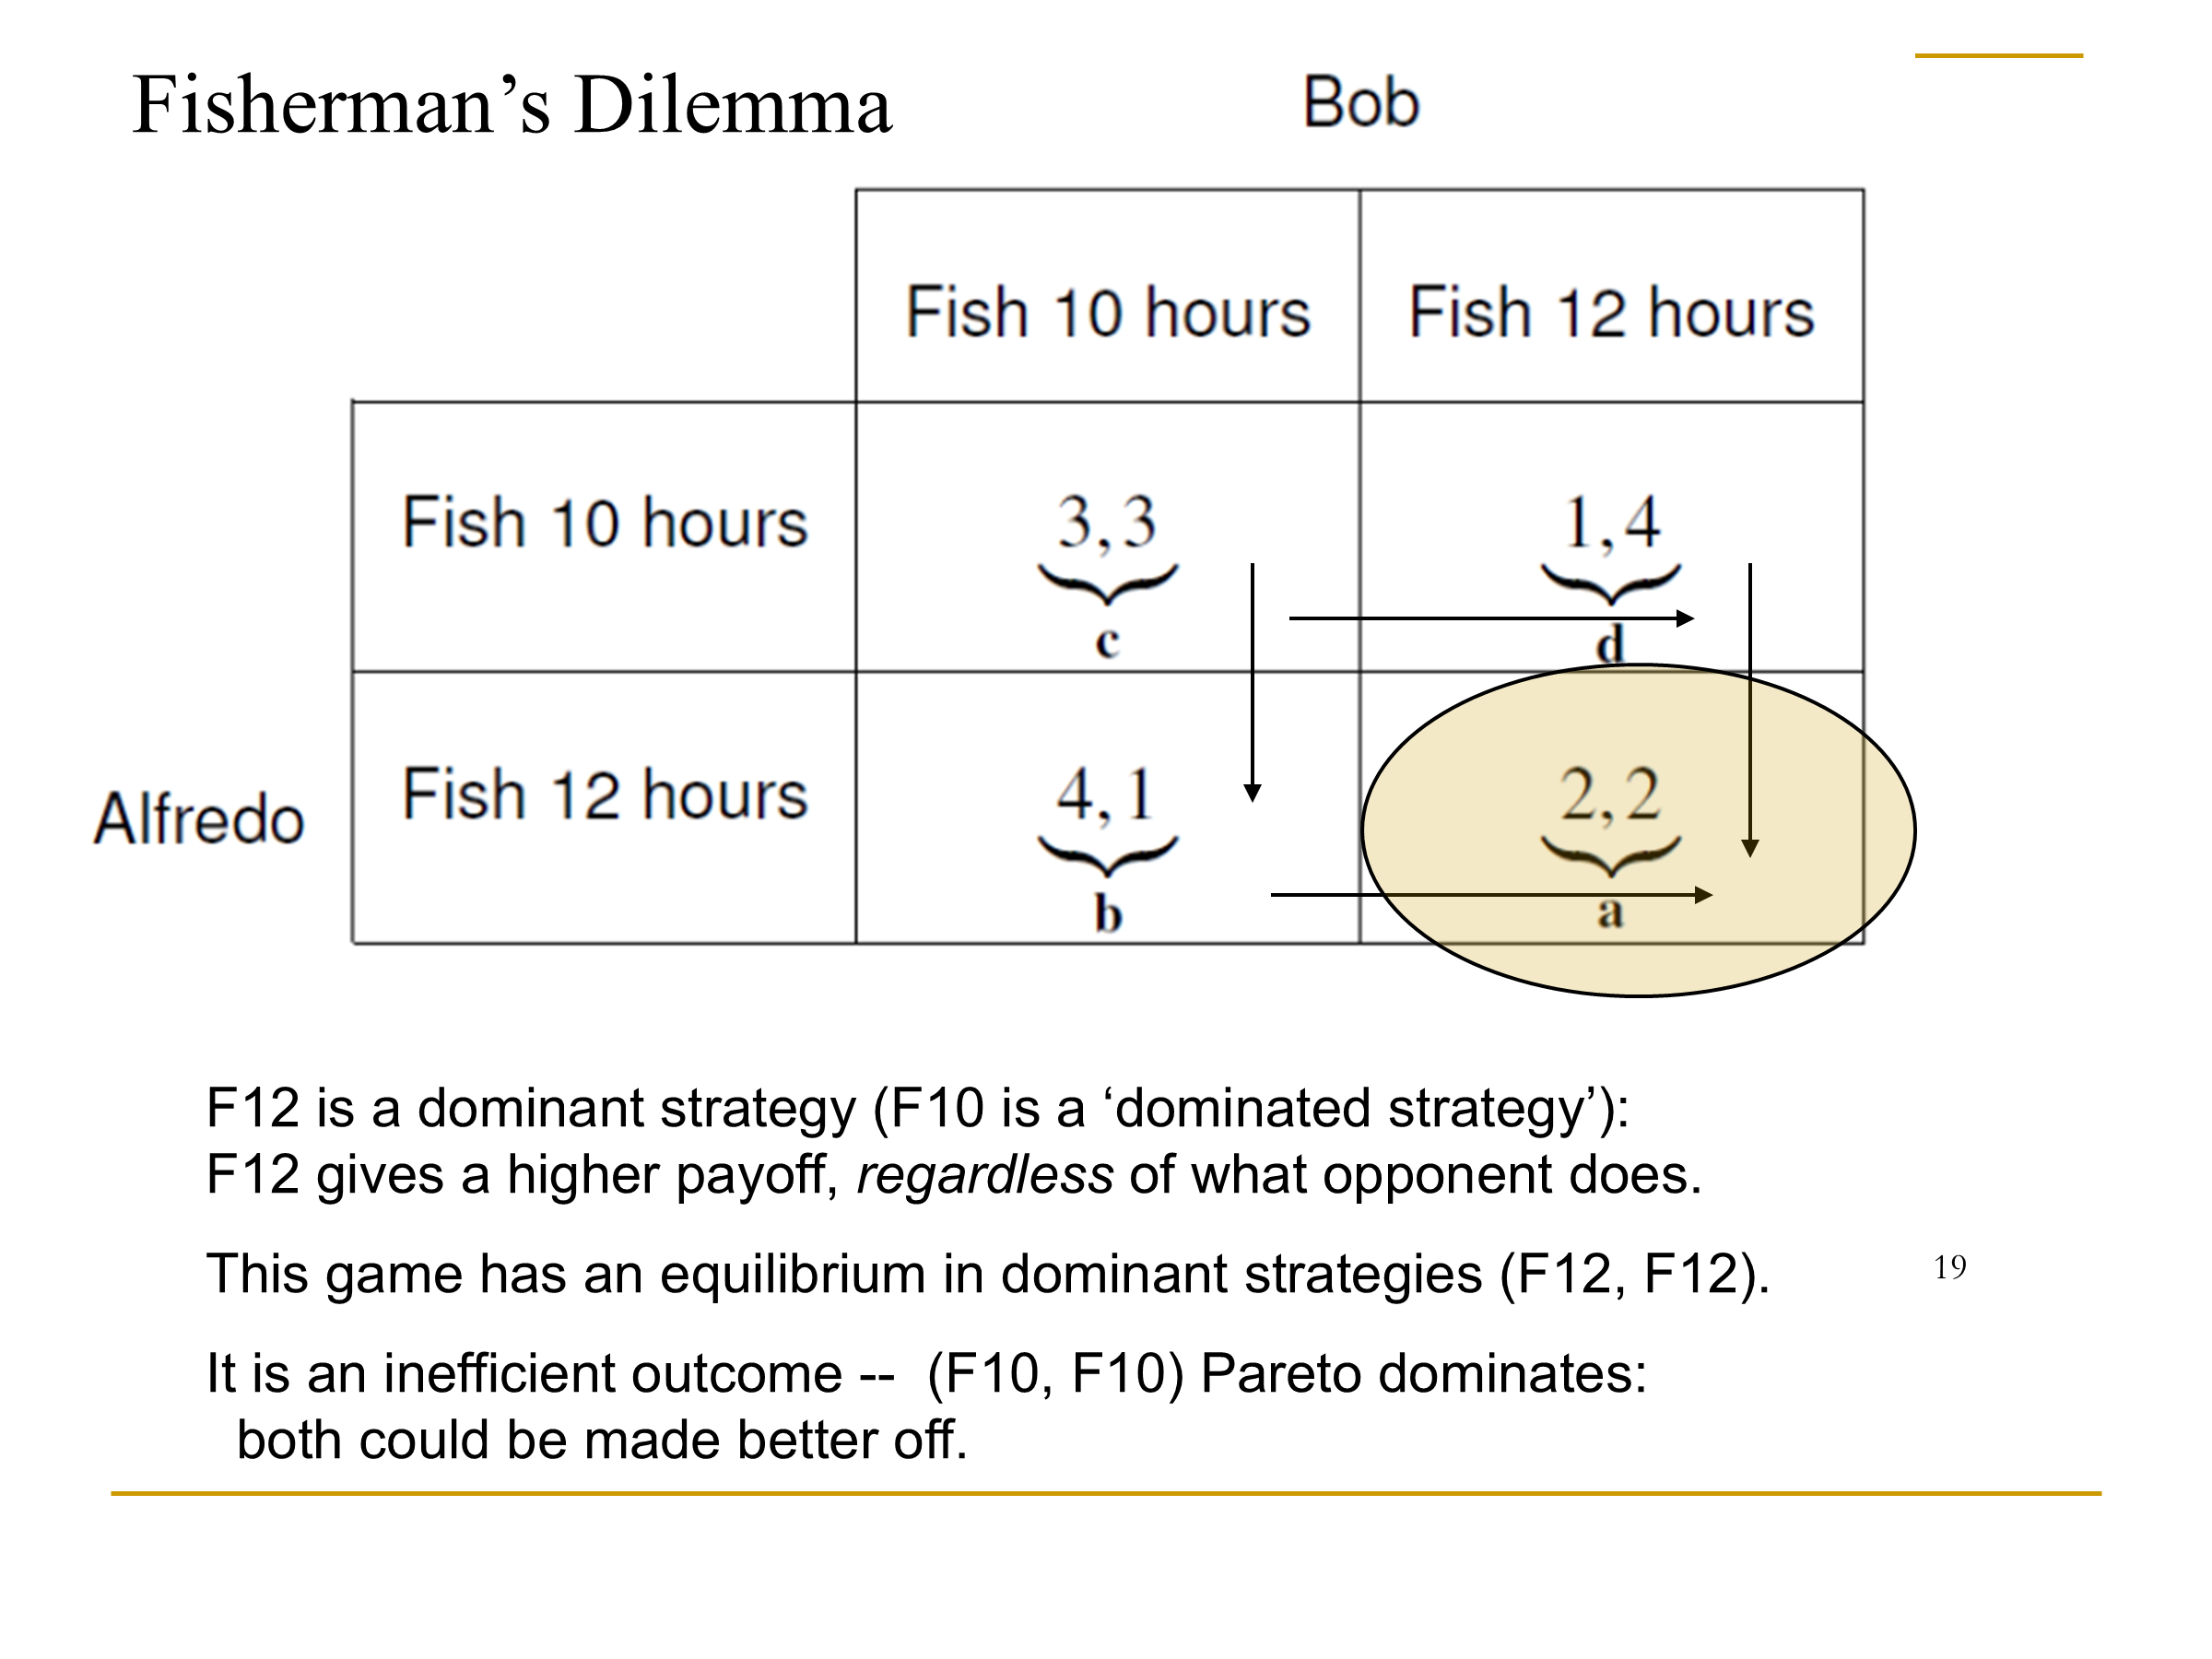 Fisherman’s Dilemma
Bob
Fish 10 hours Fish 12 hours
Fish 10 hours 3, 3 1, 4
c d
Fish 12 hours 4, 1 2, 2
Alfredo
b a
F12 is a dominant strategy (F10 is a ‘dominated strategy’):
F12 gives a higher payoff, regardless of what opponent does.
This game has an equilibrium in dominant strategies (F12, F12).
19
It is an inefficient outcome -- (F10, F10) Pareto dominates:
both could be made better off.